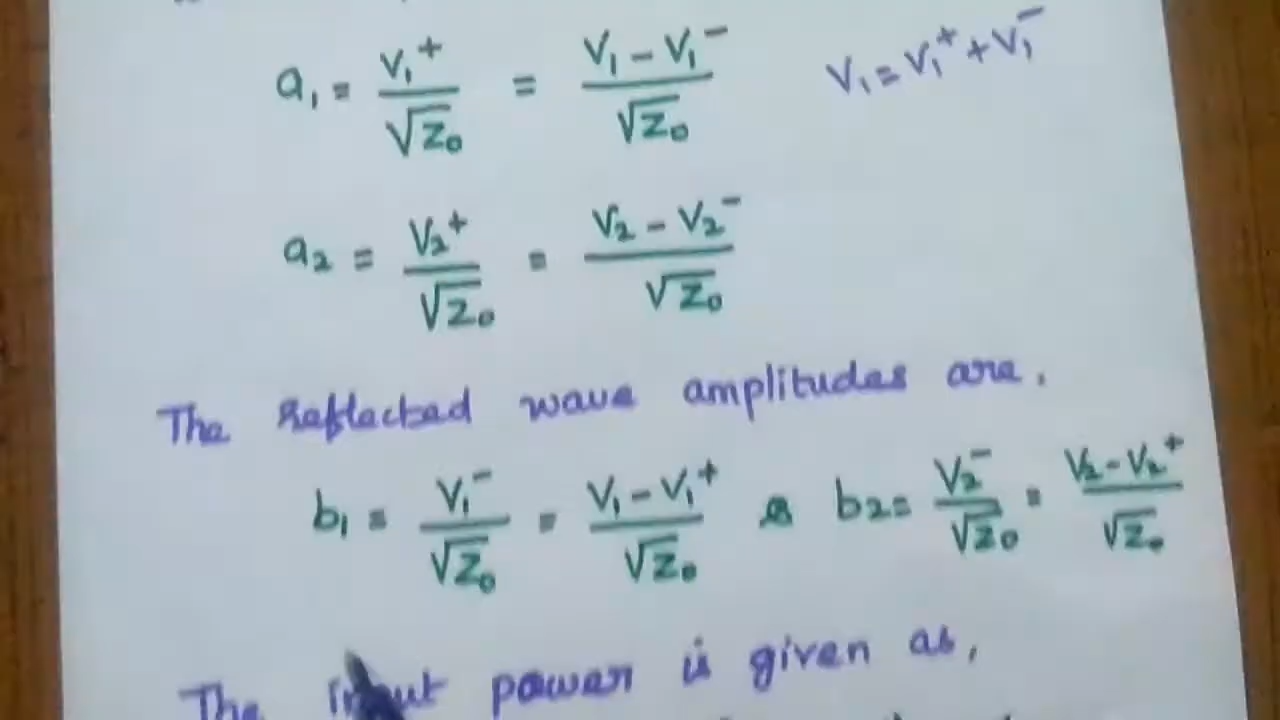 a₁ = V₁⁺/√Z₀ = (V₁ - V₁⁻)/√Z₀   V₁ = V₁⁺ + V₁⁻
a₂ = V₂⁺/√Z₀ = (V₂ - V₂⁻)/√Z₀
The reflected wave amplitudes are,
b₁ = V₁⁻/√Z₀ = (V₁ - V₁⁺)/√Z₀ & b₂ = V₂⁻/√Z₀ = (V₂ - V₂⁺)/√Z₀
The input power is given as,